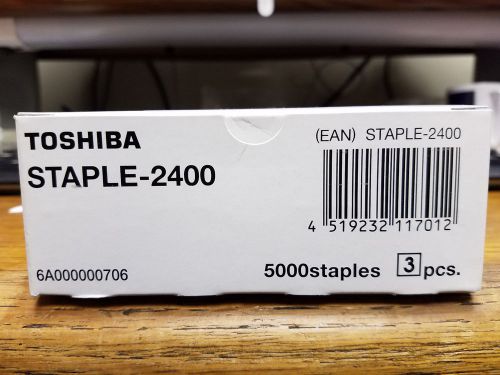 TOSHIBA
STAPLE-2400
(EAN) STAPLE-2400
4 519232 117012
6A000000706
5000staples 3 pcs.